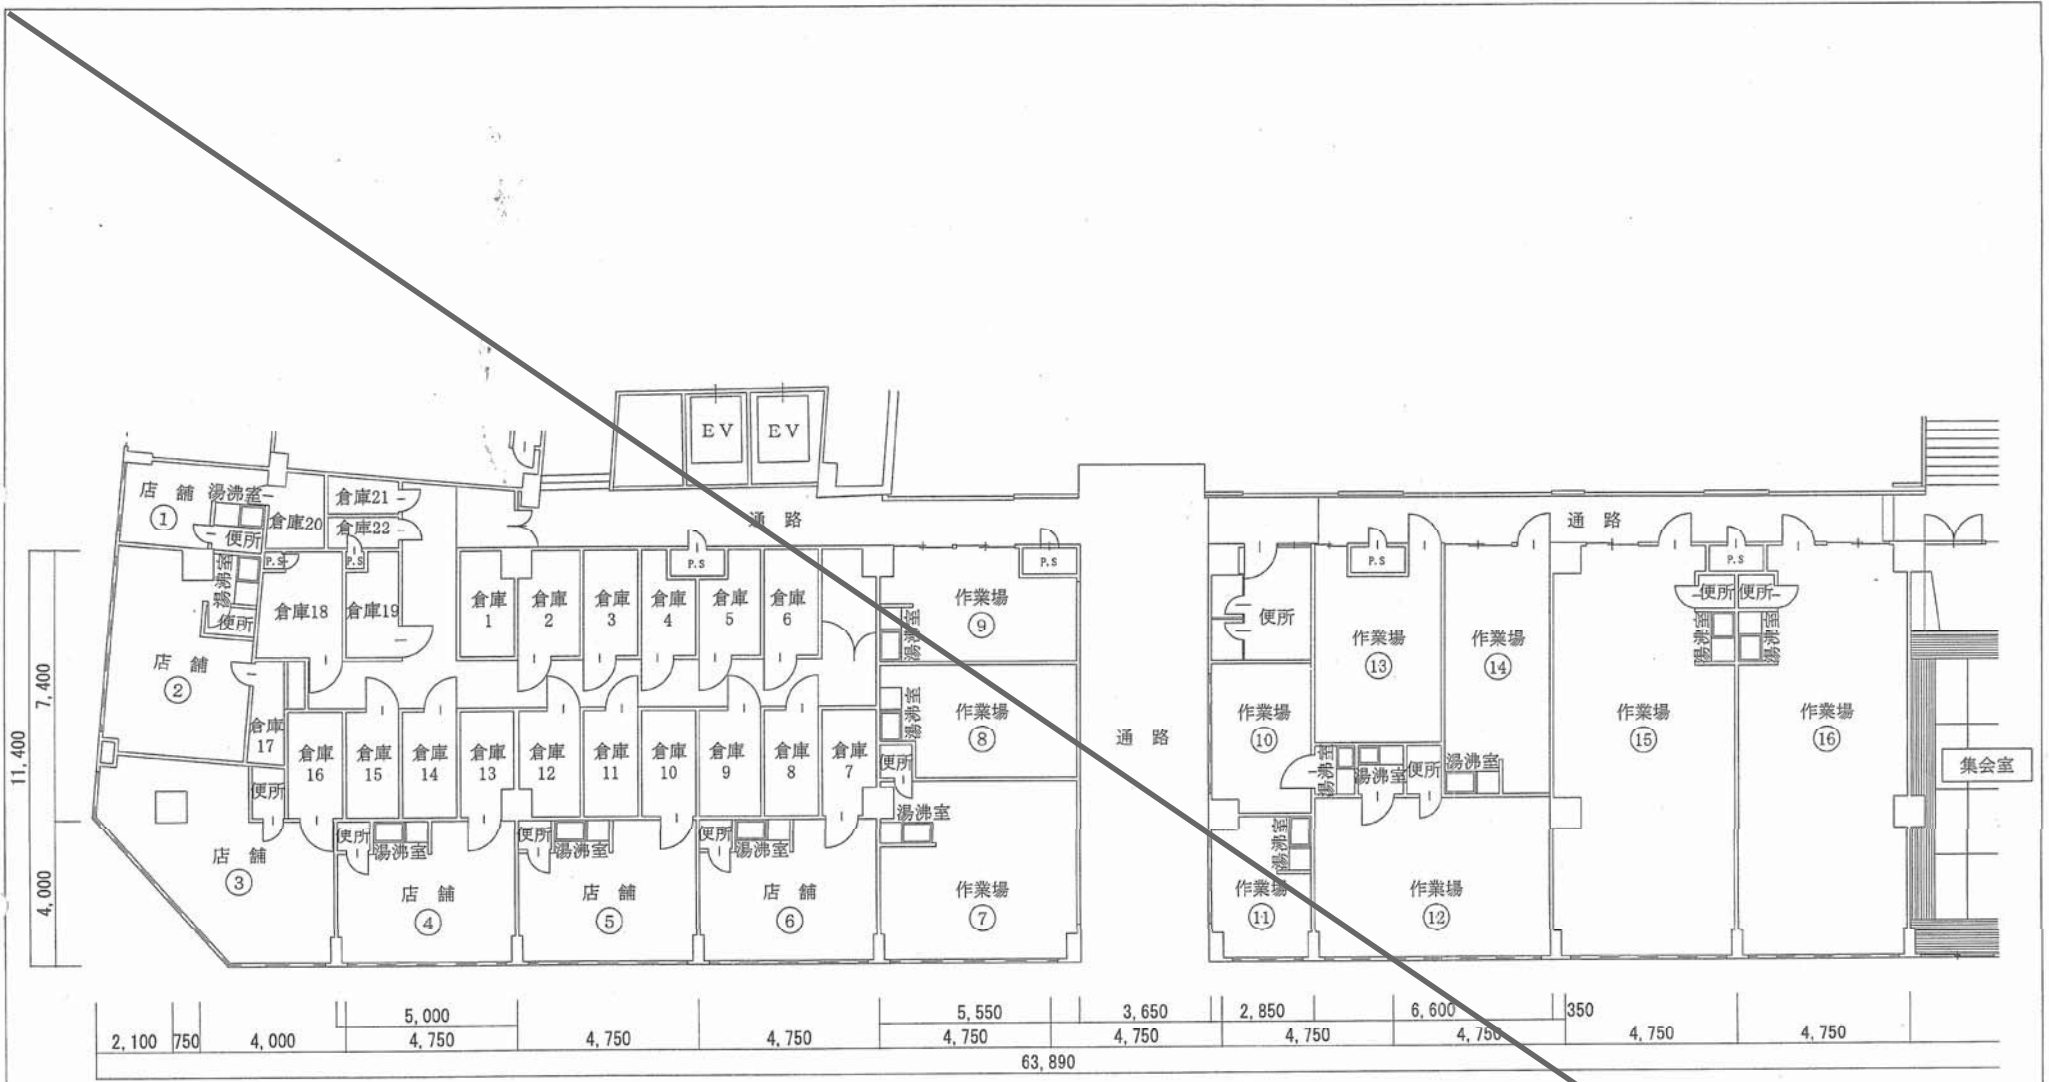 EV
EV
店 舗
①
湯沸室
便所
倉庫20
倉庫21
倉庫22
通 路
通 路
P.S
P.S
湯沸室
便所
倉庫18
倉庫19
倉庫
1
倉庫
2
倉庫
3
倉庫
4
P.S
倉庫
5
倉庫
6
作業場
⑨
P.S
湯沸室
便所
作業場
⑬
P.S
作業場
⑭
P.S
便所
便所
湯沸室
湯沸室
店 舗
②
倉庫
17
倉庫
16
倉庫
15
倉庫
14
倉庫
13
倉庫
12
倉庫
11
倉庫
10
倉庫
9
倉庫
8
倉庫
7
湯沸室
作業場
⑧
便所
通 路
作業場
⑩
湯沸室
湯沸室
便所
湯沸室
作業場
⑮
作業場
⑯
集会室
便所
店 舗
③
便所
湯沸室
店 舗
④
便所
湯沸室
店 舗
⑤
便所
湯沸室
店 舗
⑥
湯沸室
作業場
⑦
湯沸室
作業場
⑪
作業場
⑫
11,400
7,400
4,000
5,000
5,550
3,650
2,850
6,600
350
2,100
750
4,000
4,750
4,750
4,750
4,750
4,750
4,750
4,750
4,750
4,750
63,890